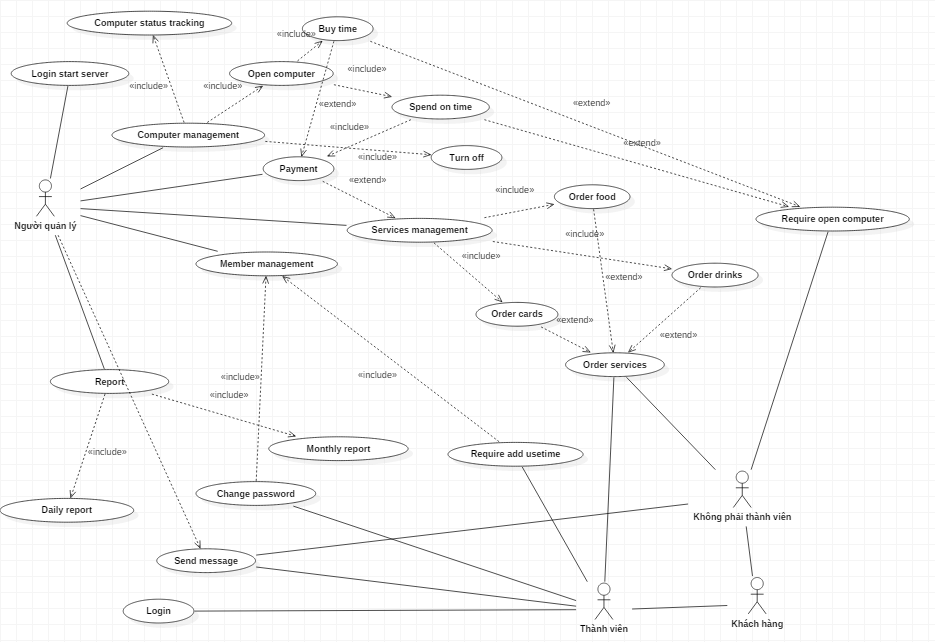 Computer status tracking
«include»
Buy time
Login start server
Open computer
«include»
«include»
«include»
«extend»
Spend on time
«extend»
Computer management
«include»
«extend»
«include»
Turn off
Payment
«extend»
«include»
Order food
Người quản lý
Services management
Require open computer
«include»
«include»
Member management
Order drinks
«extend»
Order cards
«extend»
«extend»
Order services
Report
«include»
«include»
«include»
Monthly report
«include»
Require add usetime
Change password
Daily report
Không phải thành viên
Send message
Login
Thành viên
Khách hàng